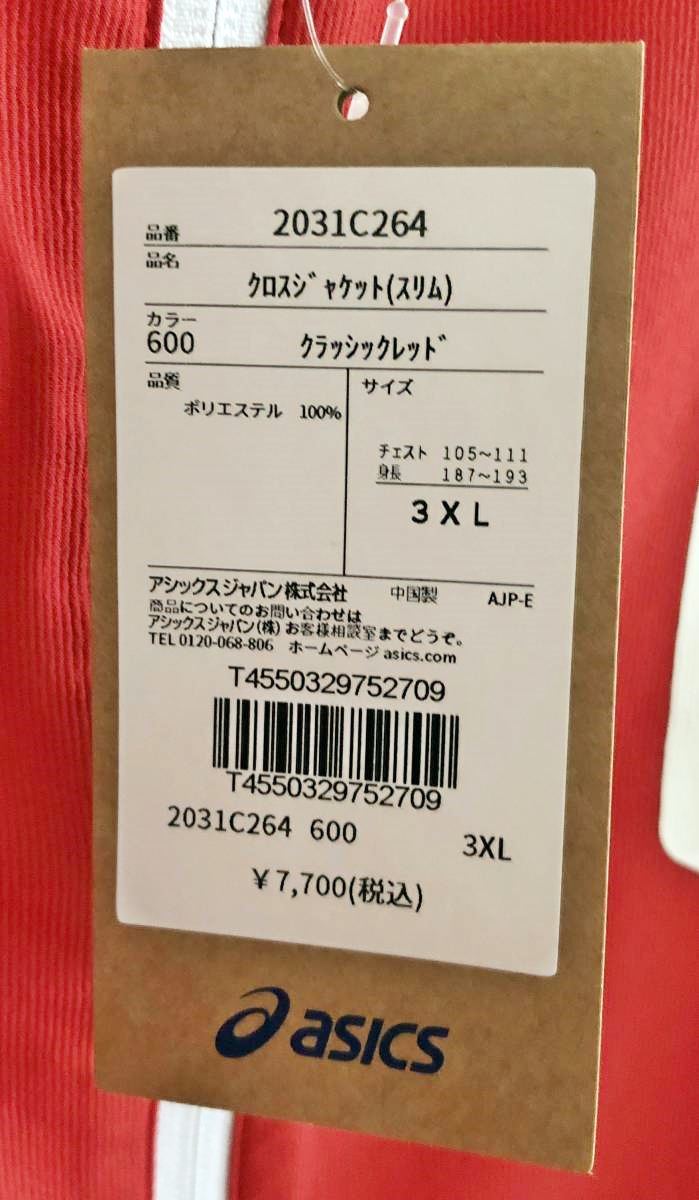 品番 2031C264
品名
ｸﾛｽｼﾞｬｹｯﾄ(ｽﾘﾑ)
カラー
600 ｸﾗｯｼｯｸﾚｯﾄﾞ
品質 サイズ
ポリエステル 100%
チェスト 105～111
身長 187～193
3XL
アシックスジャパン株式会社 中国製 AJP-E
商品についてのお問い合わせは
アシックスジャパン(株) お客様相談室までどうぞ。
TEL 0120-068-806 ホームページ asics.com
T4550329752709
T4550329752709
2031C264 600 3XL
￥7,700(税込)
asics